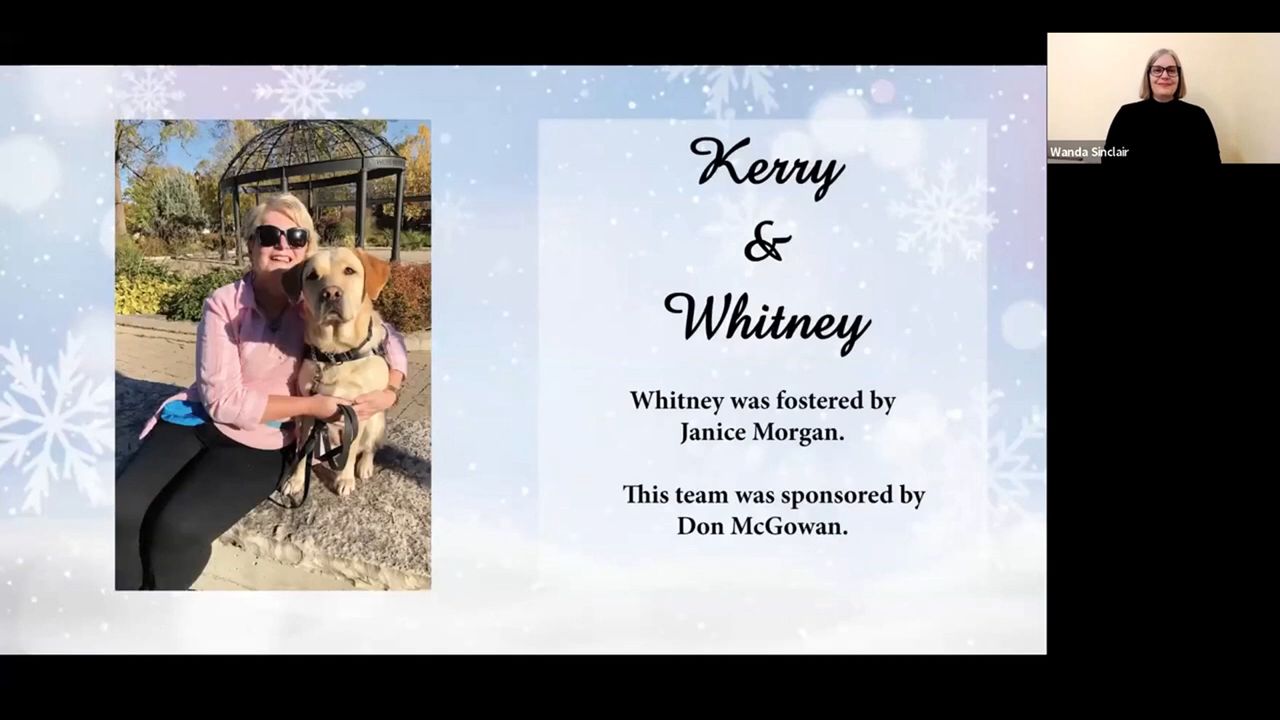 Kerry
&
Whitney
Whitney was fostered by
Janice Morgan.
This team was sponsored by
Don McGowan.
Wanda Sinclair